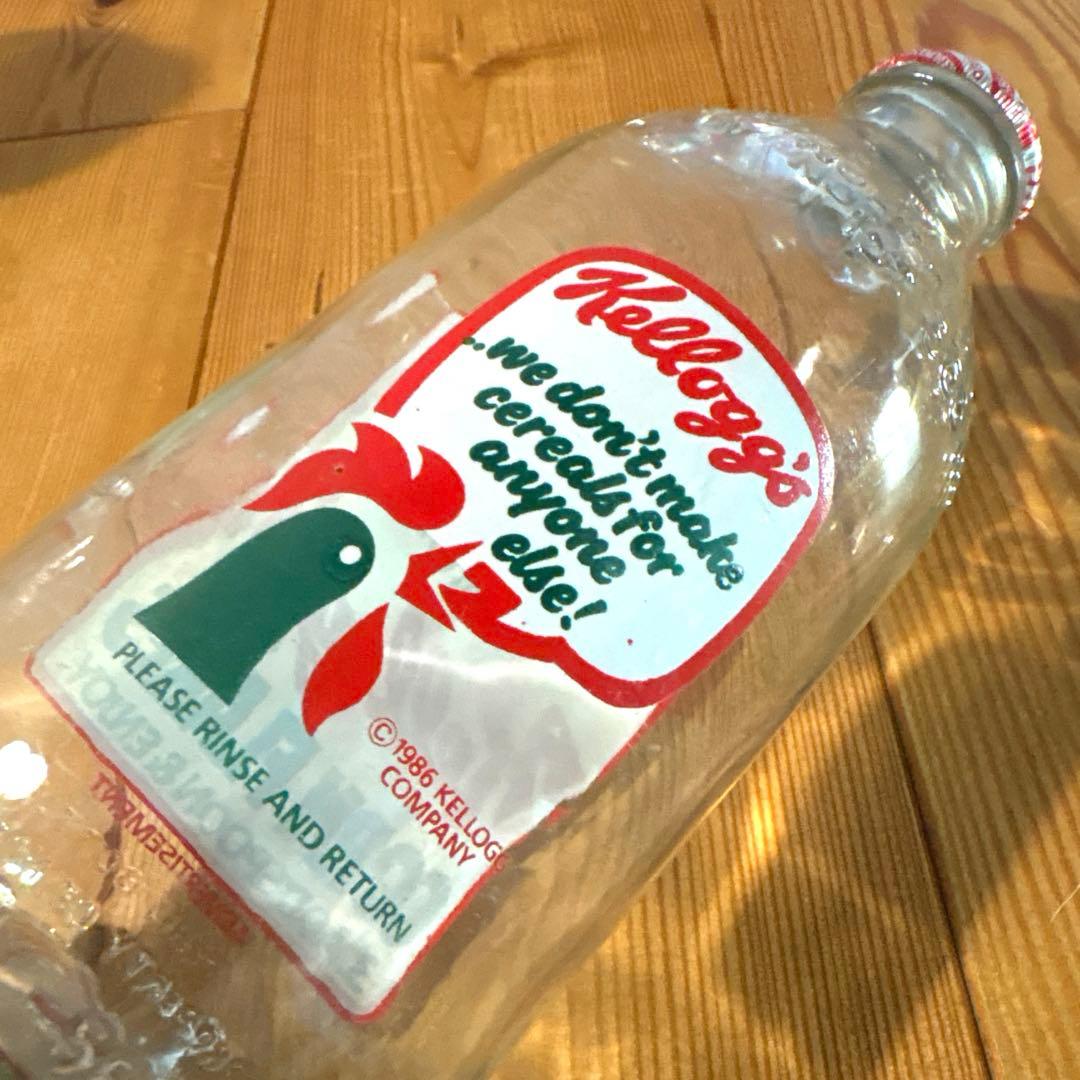 Kellogg's
...we don't make
cereals for
anyone
else!
PLEASE RINSE AND RETURN
©1986 KELLOGG
COMPANY